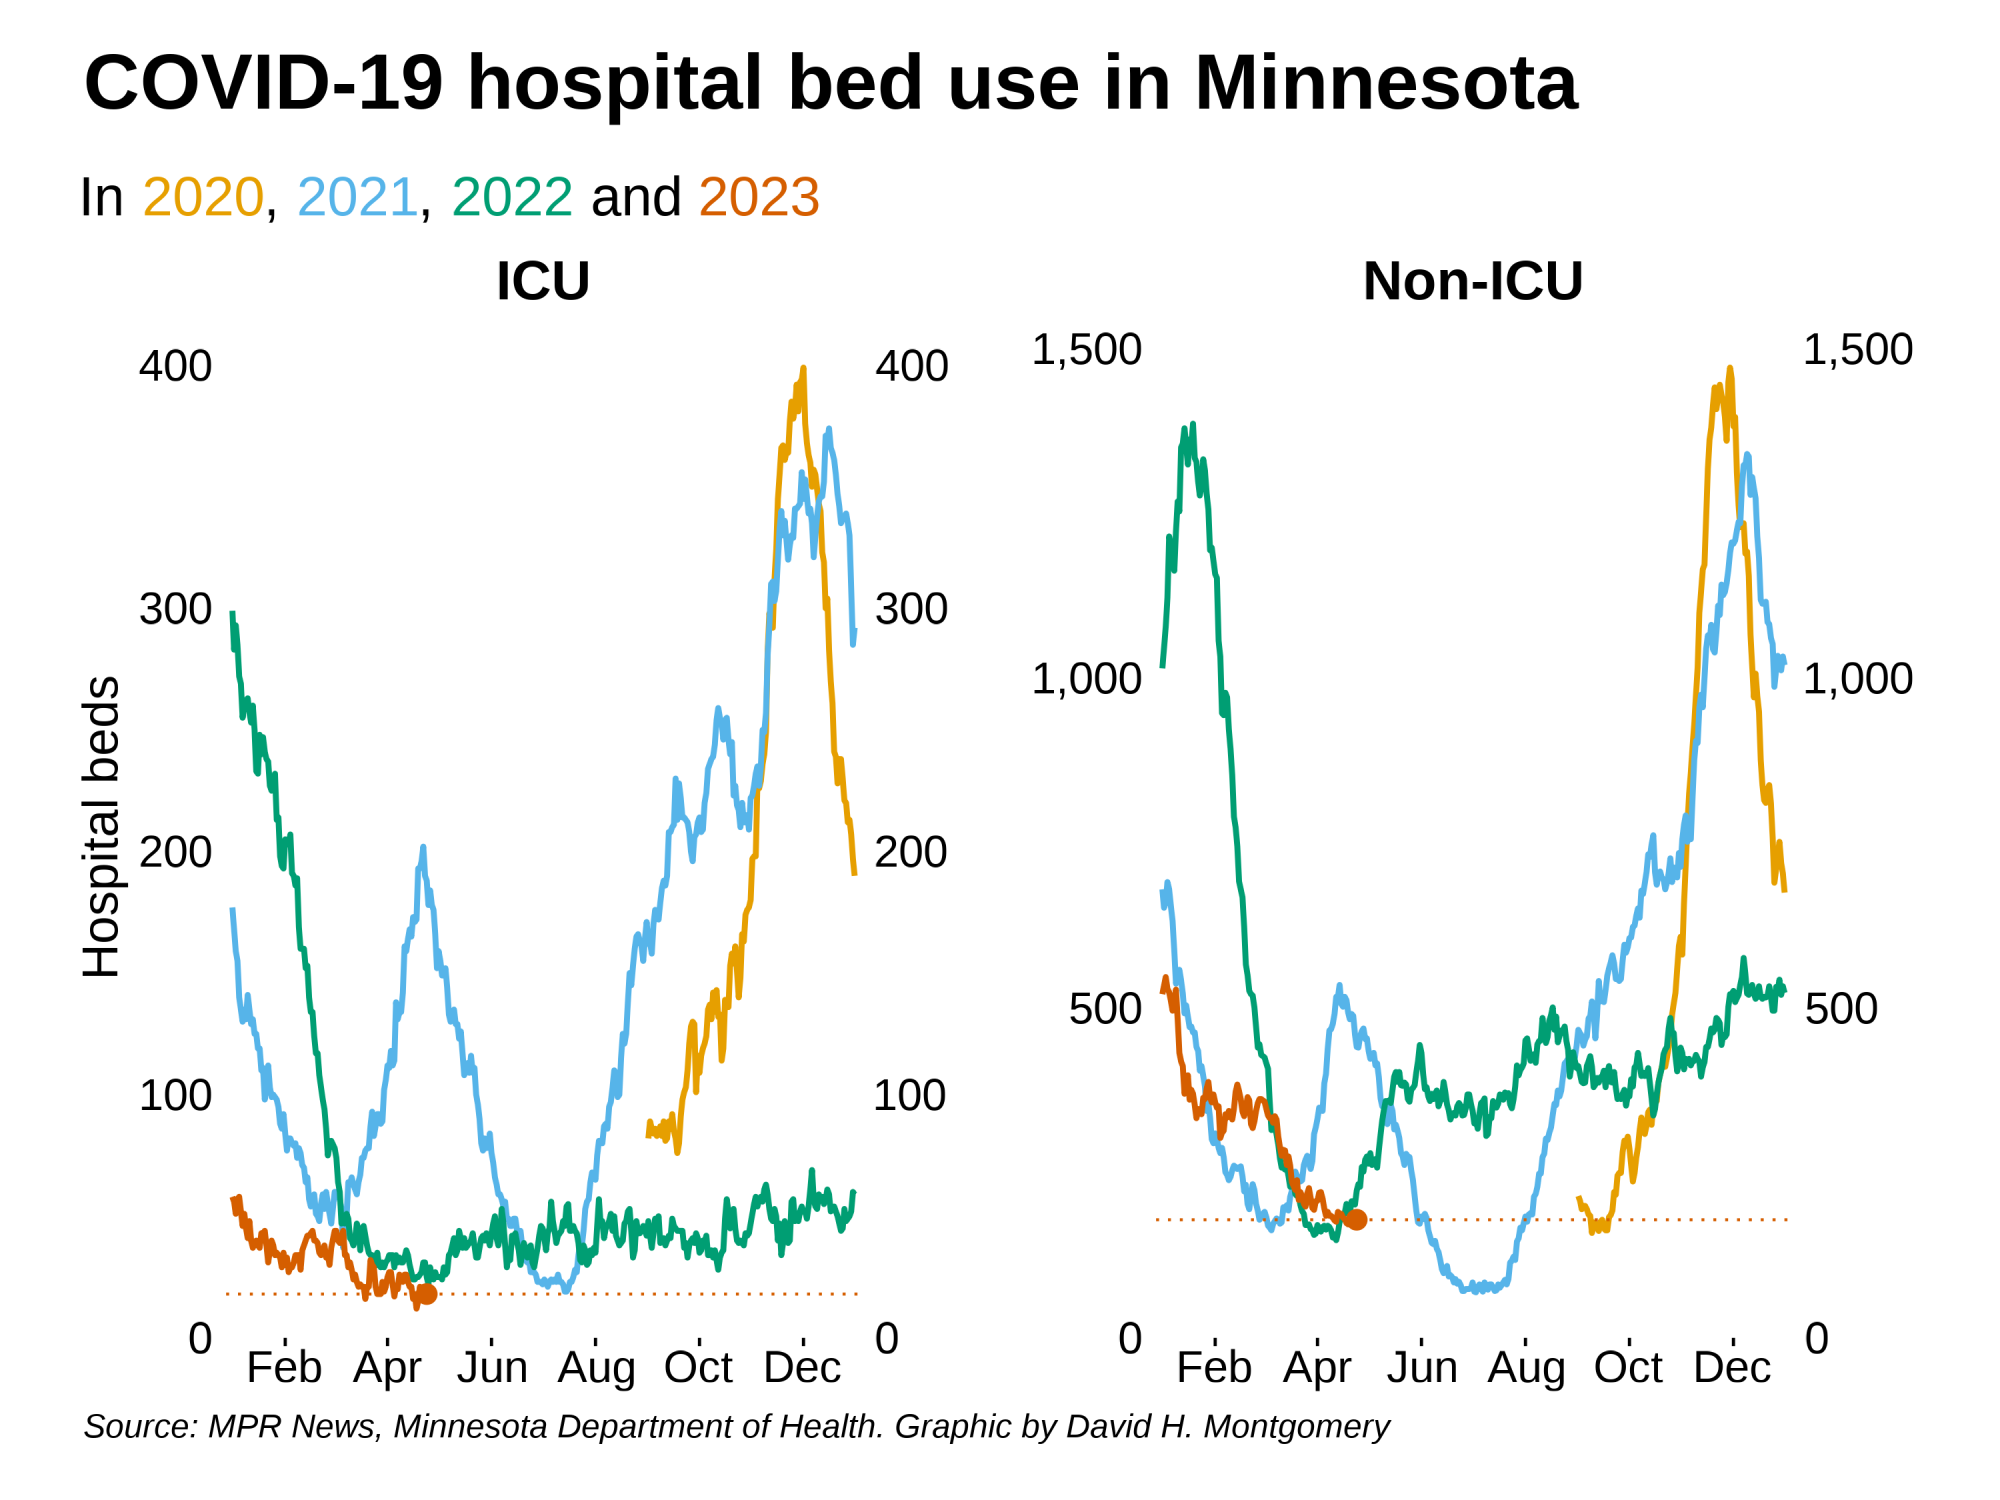 COVID-19 hospital bed use in Minnesota
In 2020, 2021, 2022 and 2023
ICU
Hospital beds
400
300
200
100
0
400
300
200
100
0
Feb Apr Jun Aug Oct Dec
Non-ICU
1,500
1,000
500
0
1,500
1,000
500
0
Feb Apr Jun Aug Oct Dec
Source: MPR News, Minnesota Department of Health. Graphic by David H. Montgomery